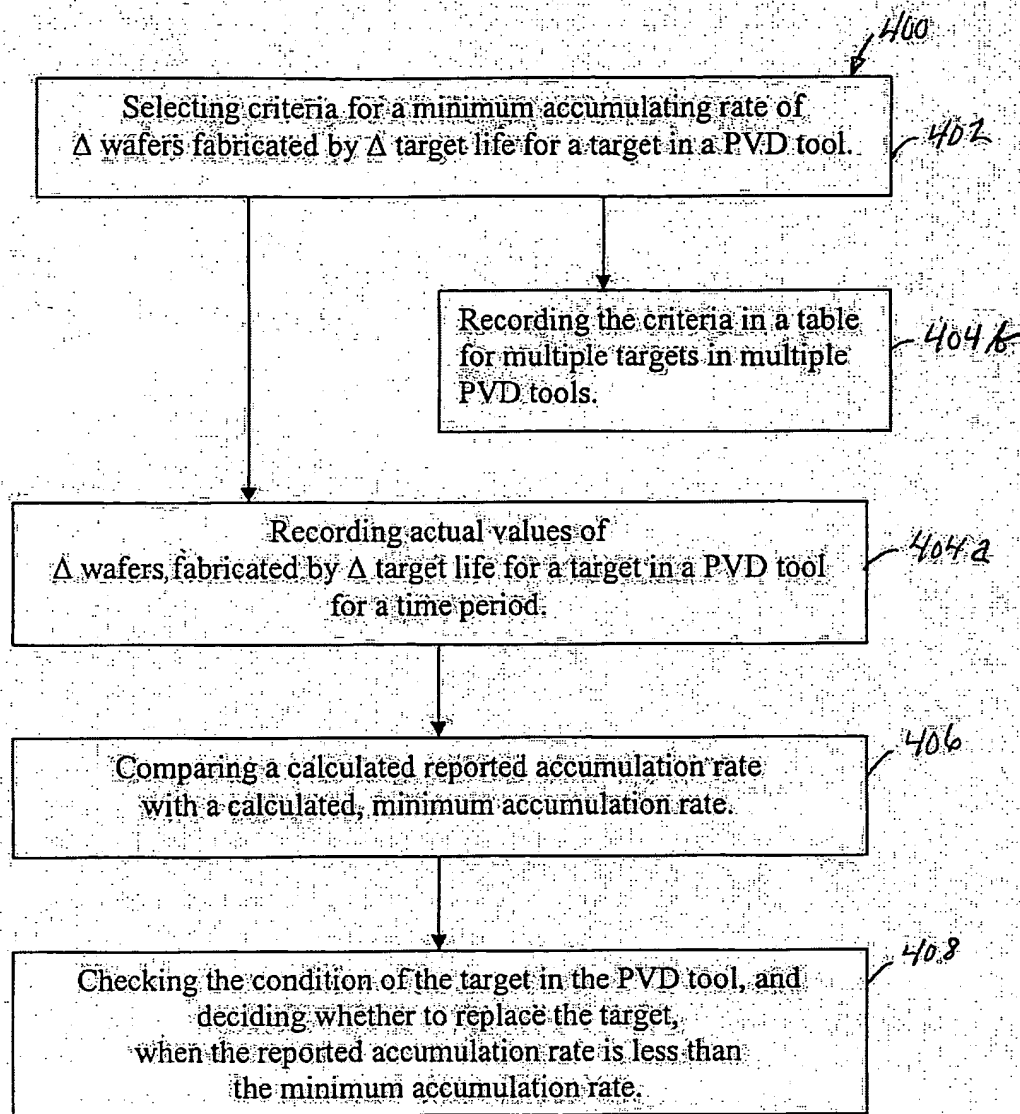 400
Selecting criteria for a minimum accumulating rate of
Δ wafers fabricated by Δ target life for a target in a PVD tool.
402
Recording the criteria in a table
for multiple targets in multiple
PVD tools.
404b
Recording actual values of
Δ wafers, fabricated by Δ target life for a target in a PVD tool
for a time period.
404a
Comparing a calculated reported accumulation rate
with a calculated, minimum accumulation rate.
406
Checking the condition of the target in the PVD tool, and
deciding whether to replace the target,
when the reported accumulation rate is less than
the minimum accumulation rate.
408